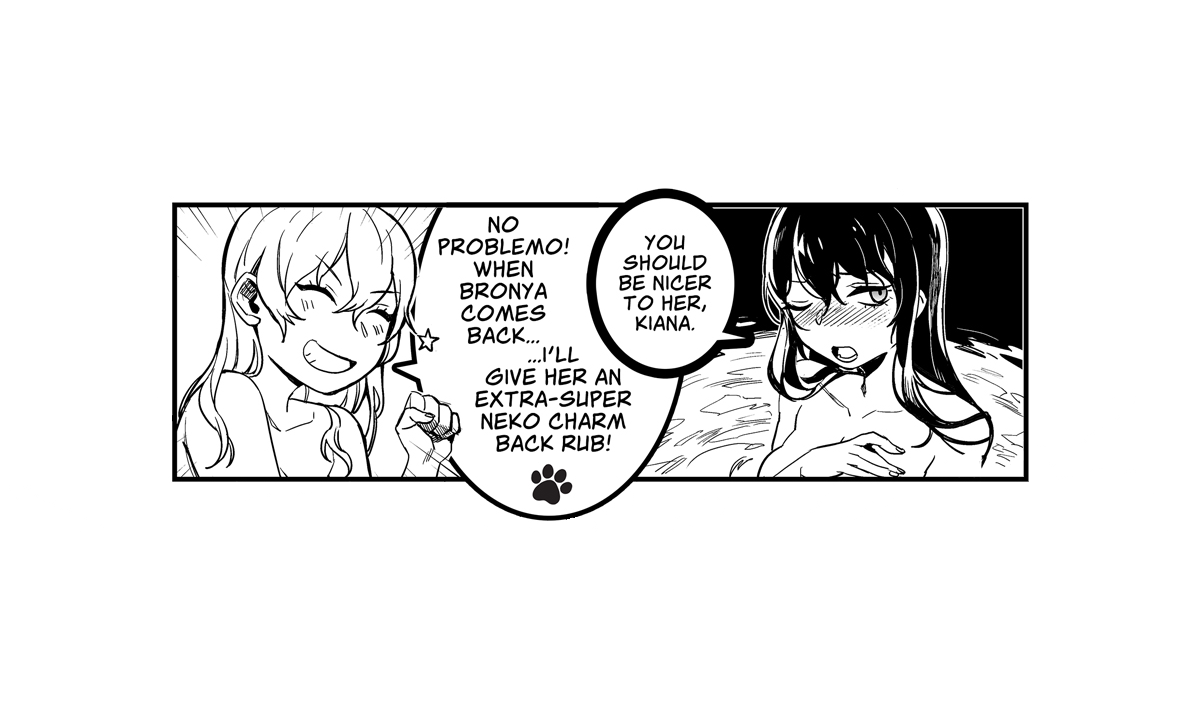 YOU
SHOULD
BE NICER
TO HER,
KIANA.
NO
PROBLEMO!
WHEN
BRONYA
COMES
BACK...
...I'LL
GIVE HER AN
EXTRA-SUPER
NEKO CHARM
BACK RUB!